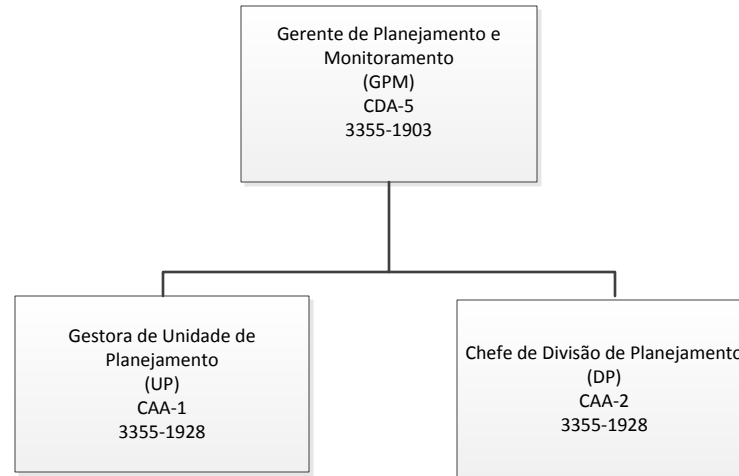 Gerente de Planejamento e
Monitoramento
(GPM)
CDA-5
3355-1903
Gestora de Unidade de
Planejamento
(UP)
CAA-1
3355-1928
Chefe de Divisão de Planejamento
(DP)
CAA-2
3355-1928